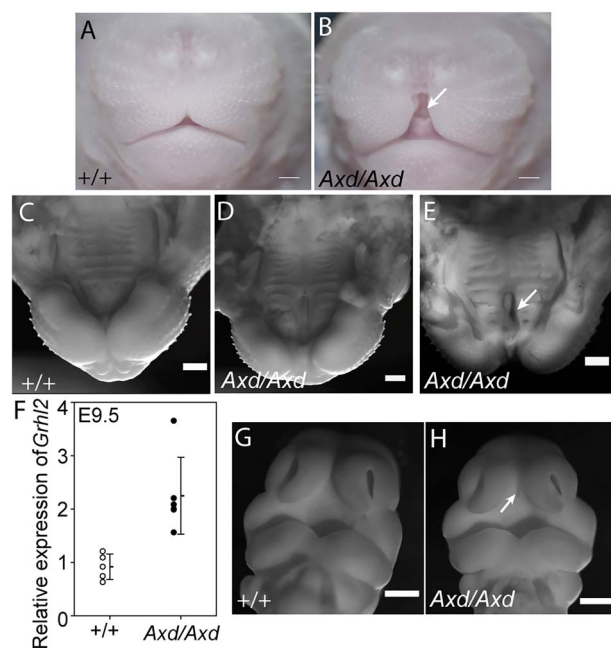 A
B
+/+
Axd/Axd
C
D
E
+/+
Axd/Axd
Axd/Axd
F
Relative expression of Grhl2
4
3
2
1
0
E9.5
+/+
Axd/Axd
G
H
+/+
Axd/Axd